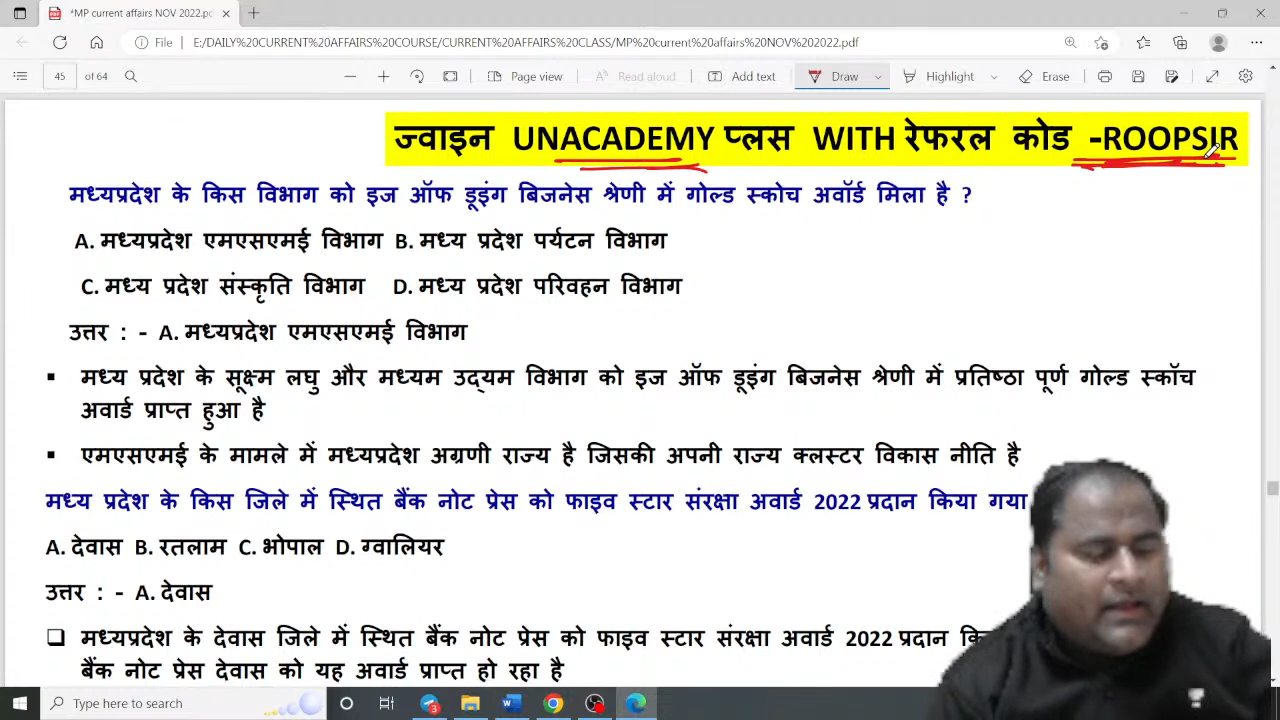 *MP current affairs NOV 2022.pd
File
E:/DAILY%20CURRENT%20AFFAIRS%20COURSE/CURRENT%20AFFAIRS%20CLASS/MP%20current%20affairs%20NOV%202022.pdf
45 of 64
Page view
Read aloud
Add text
Draw
Highlight
Erase
ज्वाइन UNACADEMY प्लस WITH रेफरल कोड -ROOPSIR
मध्यप्रदेश के किस विभाग को इज ऑफ डूइंग बिजनेस श्रेणी में गोल्ड स्कोच अवॉर्ड मिला है ?
A. मध्यप्रदेश एमएसएमई विभाग B. मध्य प्रदेश पर्यटन विभाग
C. मध्य प्रदेश संस्कृति विभाग D. मध्य प्रदेश परिवहन विभाग
उत्तर : - A. मध्यप्रदेश एमएसएमई विभाग
▪ मध्य प्रदेश के सूक्ष्म लघु और मध्यम उद्यम विभाग को इज ऑफ डूइंग बिजनेस श्रेणी में प्रतिष्ठा पूर्ण गोल्ड स्कॉच
अवार्ड प्राप्त हुआ है
▪ एमएसएमई के मामले में मध्यप्रदेश अग्रणी राज्य है जिसकी अपनी राज्य क्लस्टर विकास नीति है
मध्य प्रदेश के किस जिले में स्थित बैंक नोट प्रेस को फाइव स्टार संरक्षा अवार्ड 2022 प्रदान किया गया
A. देवास B. रतलाम C. भोपाल D. ग्वालियर
उत्तर : - A. देवास
❑ मध्यप्रदेश के देवास जिले में स्थित बैंक नोट प्रेस को फाइव स्टार संरक्षा अवार्ड 2022 प्रदान
बैंक नोट प्रेस देवास को यह अवार्ड प्राप्त हो रहा है
Type here to search
3